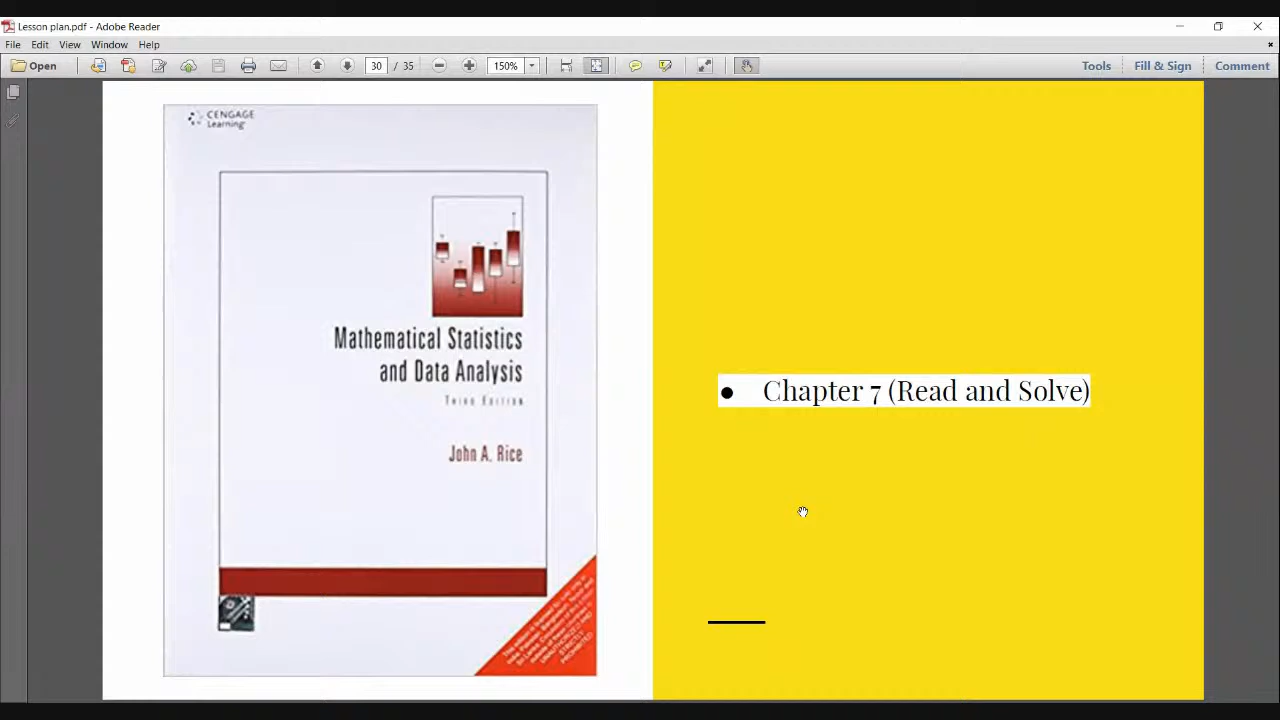 Lesson plan.pdf - Adobe Reader
File Edit View Window Help
Open 30 / 35 150% Tools Fill & Sign Comment
CENGAGE
Learning
Mathematical Statistics
and Data Analysis
Third Edition
John A. Rice
• Chapter 7 (Read and Solve)